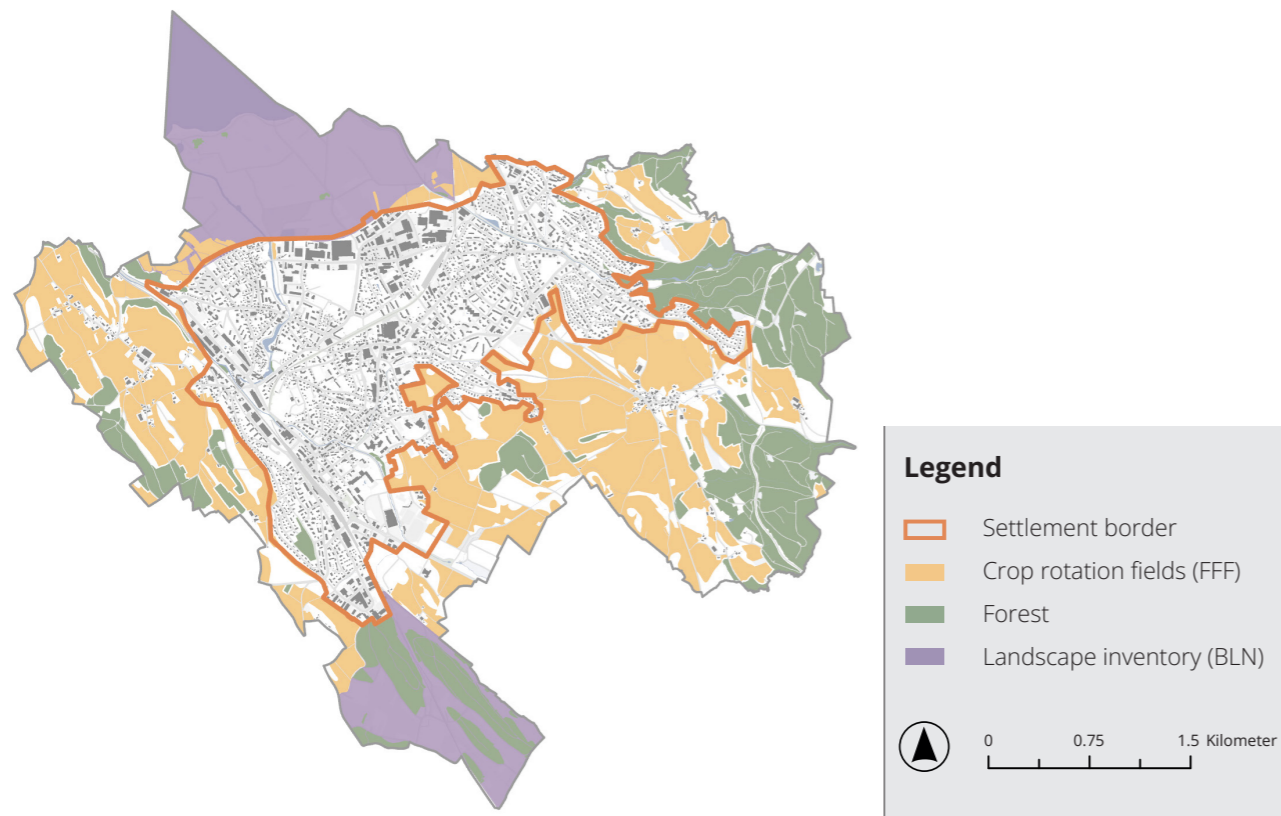 Legend
Settlement border
Crop rotation fields (FFF)
Forest
Landscape inventory (BLN)
0 0.75 1.5 Kilometer